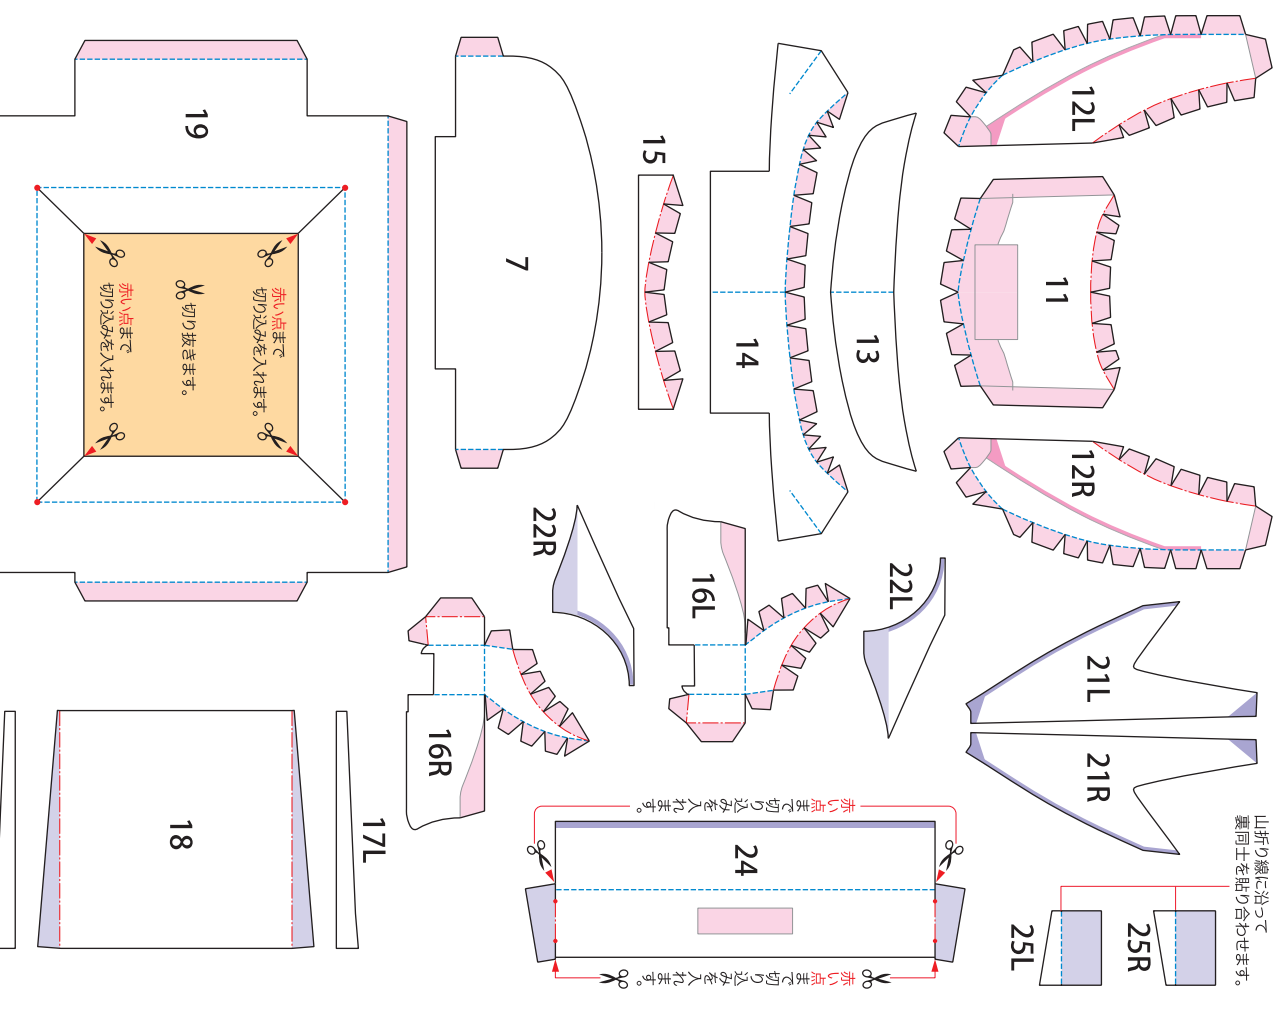 12L
11
12R
13
14
15
7
19
赤い点まで
切り込みを入れます。
切り抜きます。
赤い点まで
切り込みを入れます。
22R
16L
22L
21L
21R
16R
17L
18
赤い点まで切り込みを入れます。
24
赤い点まで切り込みを入れます。
山折り線に沿って
裏同士を貼り合わせます。
25R
25L